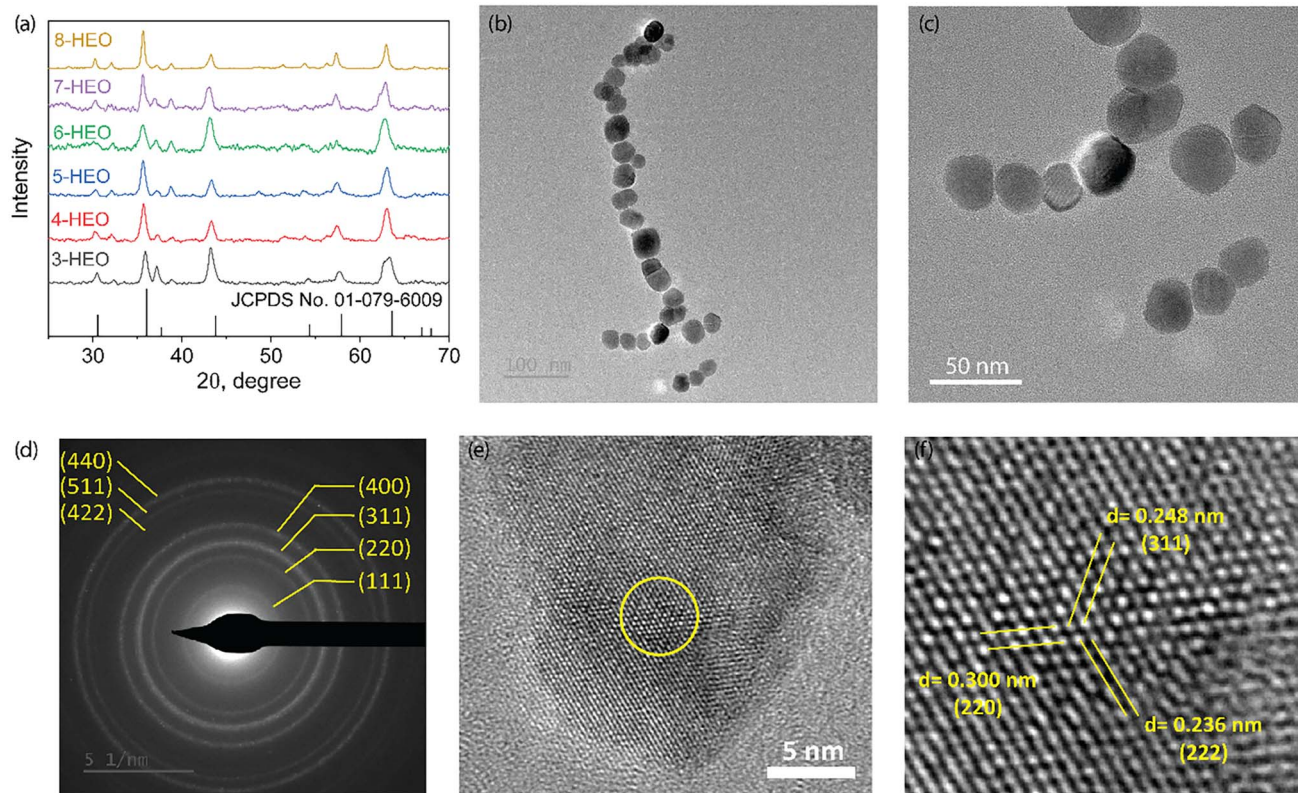 (a)
8-HEO
7-HEO
6-HEO
5-HEO
4-HEO
3-HEO
JCPDS No. 01-079-6009
Intensity
30 40 50 60 70
2θ, degree
(b)
100 nm
(c)
50 nm
(d)
(440)
(511)
(422)
(400)
(311)
(220)
(111)
5 1/nm
(e)
5 nm
(f)
d= 0.248 nm
(311)
d= 0.300 nm
(220)
d= 0.236 nm
(222)